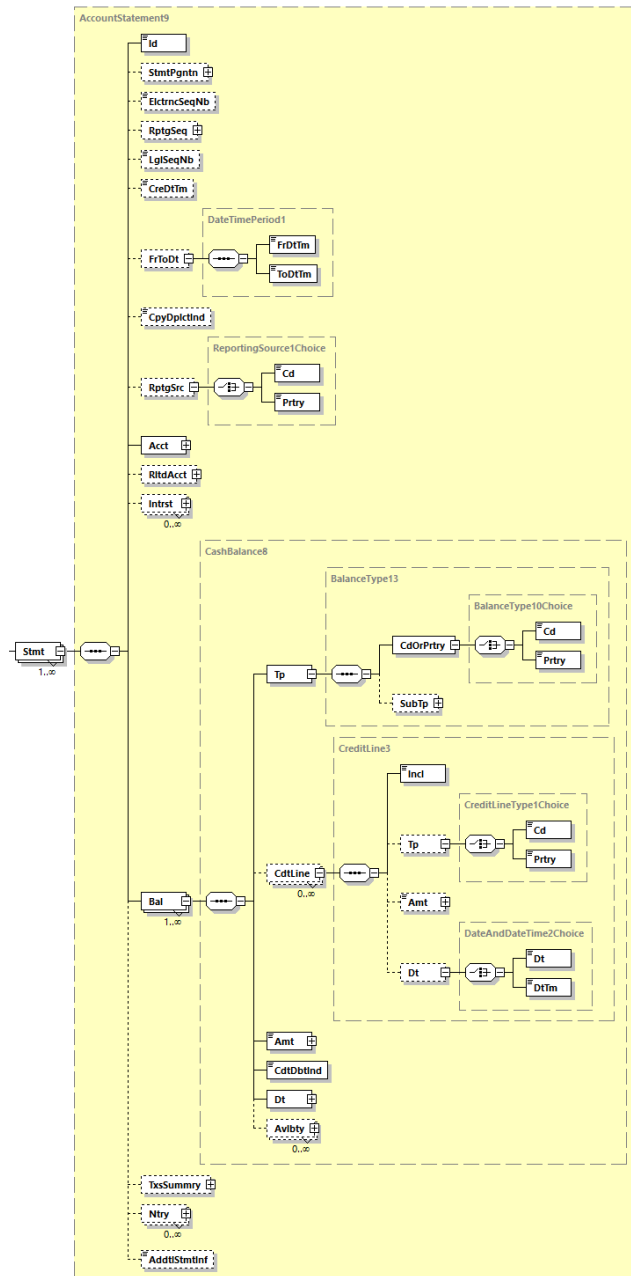 AccountStatement9
Id
StmtPgntn
ElctrncSeqNb
RptgSeq
LglSeqNb
CreDtTm
DateTimePeriod1
FrDtTm
FrToDt
ToDtTm
CpyDplctInd
ReportingSource1Choice
Cd
RptgSrc
Prtry
Acct
RltdAcct
Intrst
0..∞
CashBalance8
BalanceType13
BalanceType10Choice
Cd
CdOrPrtry
Stmt
1..∞
Prtry
Tp
SubTp
CreditLine3
Incl
CreditLineType1Choice
Cd
Tp
Prtry
CdtLine
0..∞
Bal
1..∞
Amt
DateAndDateTime2Choice
Dt
Dt
DtTm
Amt
CdtDbtInd
Dt
Avlbty
0..∞
TxsSummry
Ntry
0..∞
AddtlStmtInf